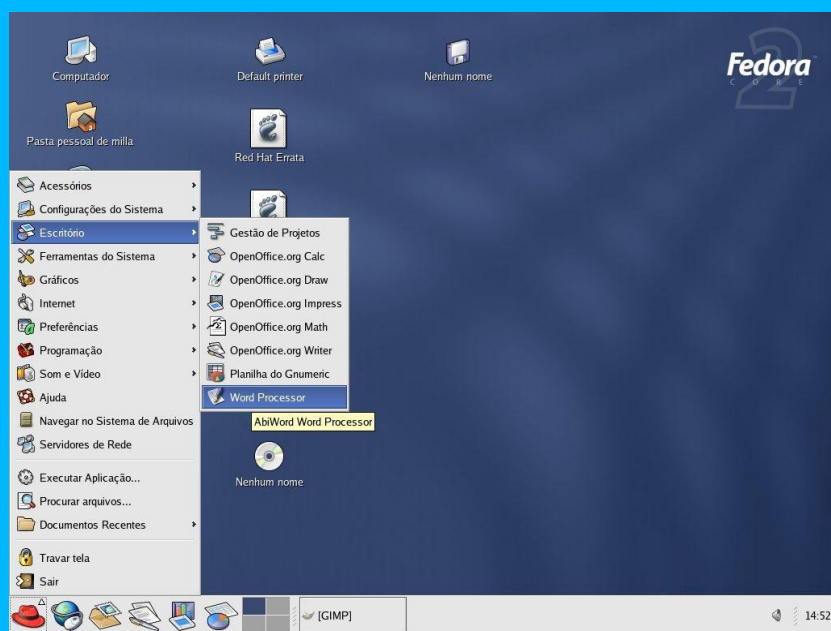 Computador
Default printer
Nenhum nome
Fedora
CORE
2
Pasta pessoal de milla
Red Hat Errata
Acessórios
Configurações do Sistema
Escritório
Ferramentas do Sistema
Gráficos
Internet
Preferências
Programação
Som e Vídeo
Ajuda
Navegar no Sistema de Arquivos
Servidores de Rede
Executar Aplicação...
Procurar arquivos...
Documentos Recentes
Travar tela
Sair
Gestão de Projetos
OpenOffice.org Calc
OpenOffice.org Draw
OpenOffice.org Impress
OpenOffice.org Math
OpenOffice.org Writer
Planilha do Gnumeric
Word Processor
AbiWord Word Processor
Nenhum nome
[GIMP]
14:52